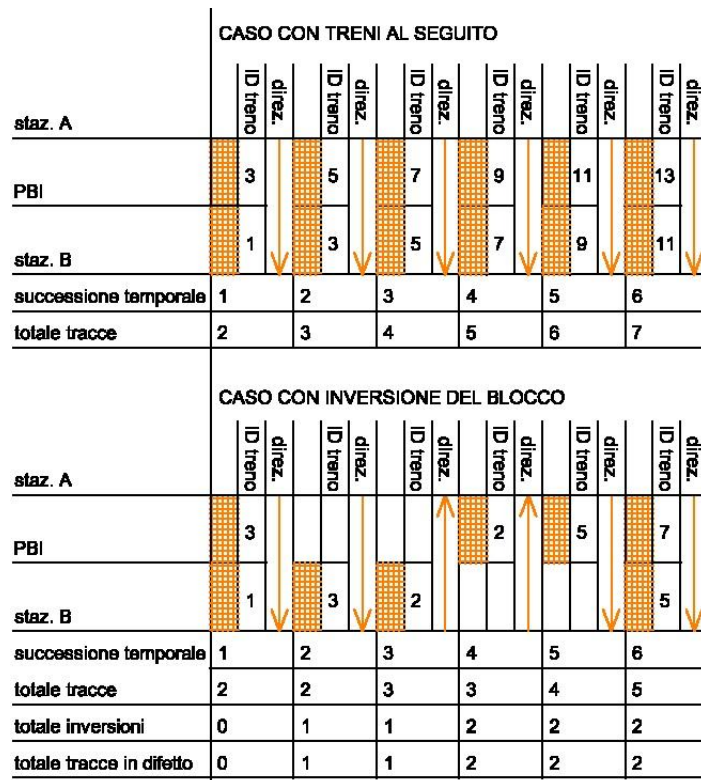 CASO CON TRENI AL SEGUITO
staz. A ID treno direz. ID treno direz. ID treno direz. ID treno direz. ID treno direz. ID treno direz.
PBI 3 5 7 9 11 13
staz. B 1 3 5 7 9 11
successione temporale 1 2 3 4 5 6
totale tracce 2 3 4 5 6 7
CASO CON INVERSIONE DEL BLOCCO
staz. A ID treno direz. ID treno direz. ID treno direz. ID treno direz. ID treno direz. ID treno direz.
PBI 3 2 5 7
staz. B 1 3 2 5
successione temporale 1 2 3 4 5 6
totale tracce 2 2 3 3 4 5
totale inversioni 0 1 1 2 2 2
totale tracce in difetto 0 1 1 2 2 2